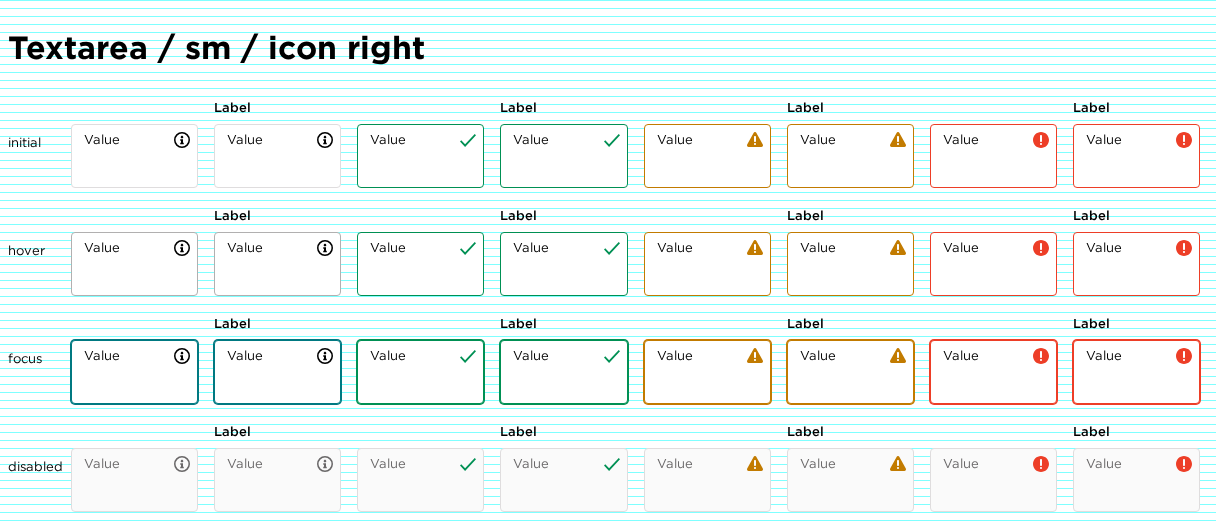 Textarea / sm / icon right
Label Label Label Label
initial Value Value Value Value Value Value Value Value
Label Label Label Label
hover Value Value Value Value Value Value Value Value
Label Label Label Label
focus Value Value Value Value Value Value Value Value
Label Label Label Label
disabled Value Value Value Value Value Value Value Value